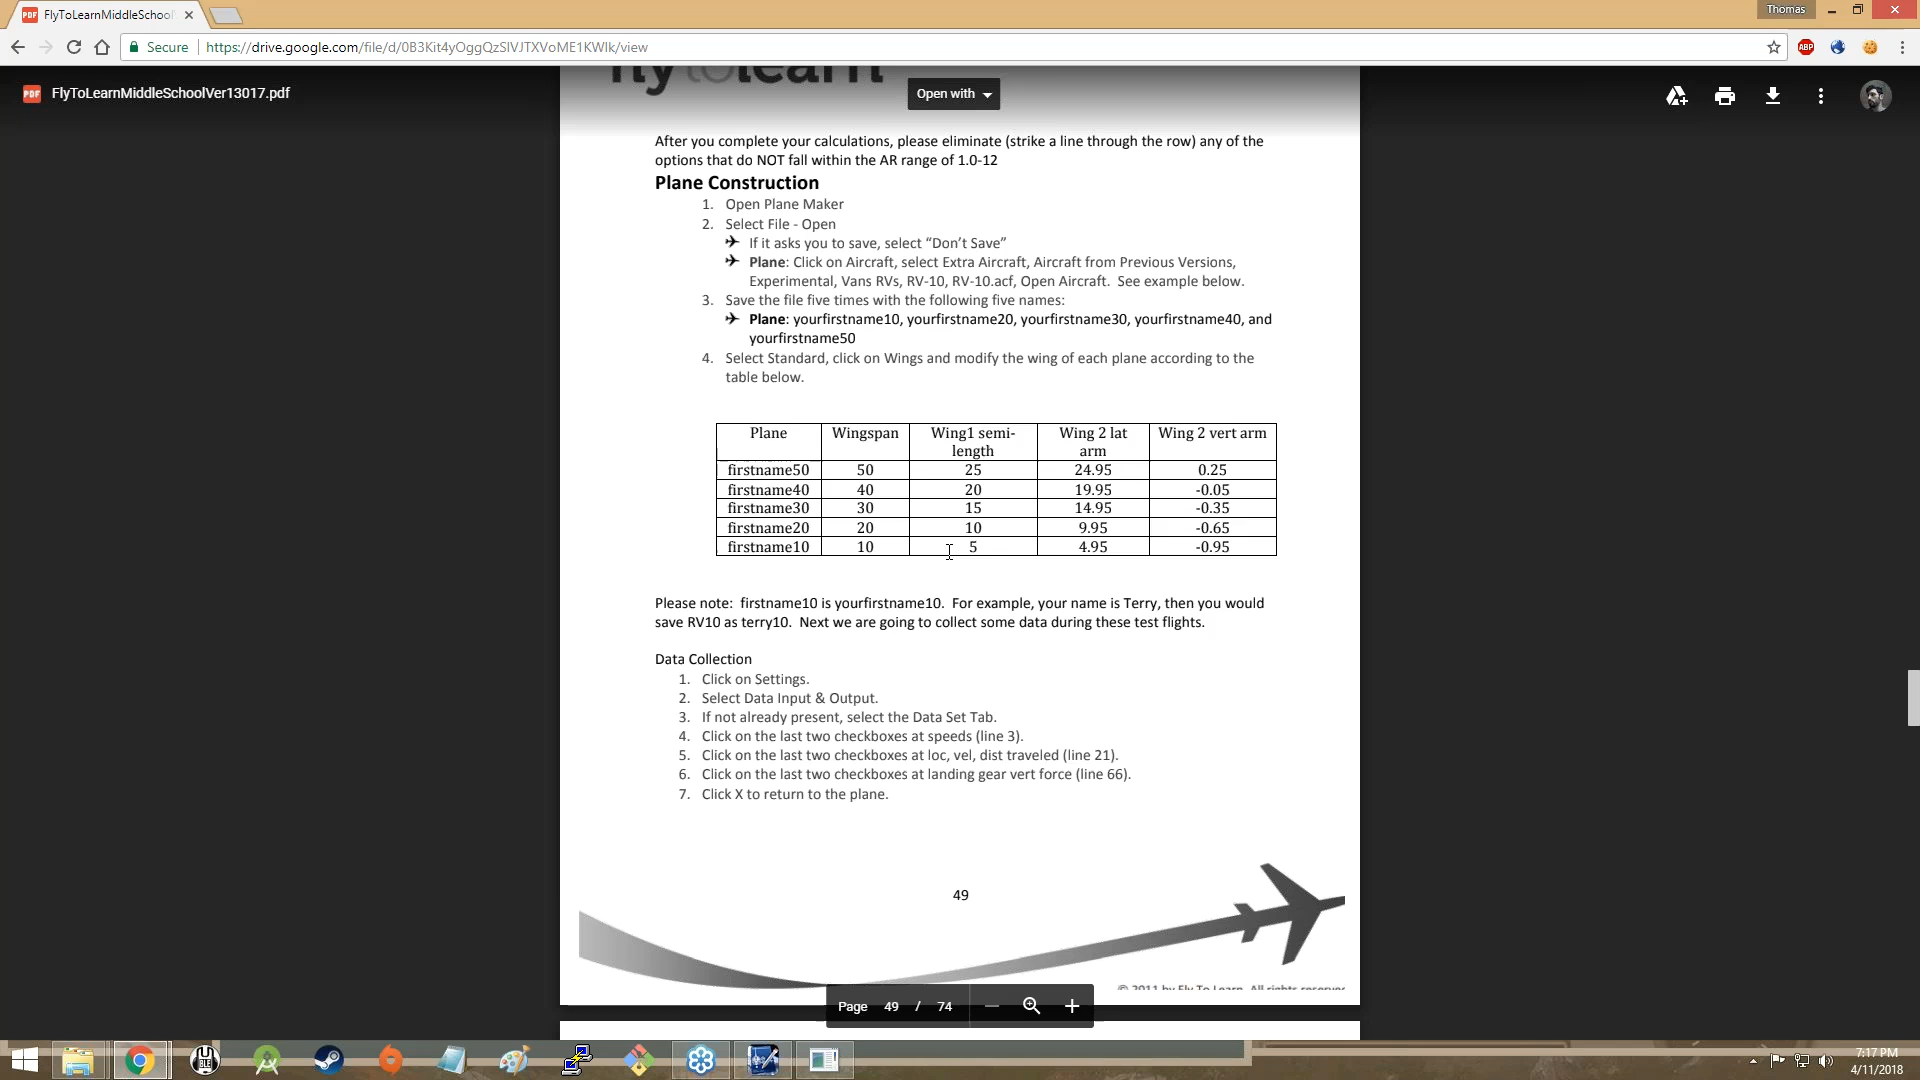 FlyToLearnMiddleSchool
Thomas
Secure
https://drive.google.com/file/d/0B3Kit4yOggQzSlVJTXVoME1KWlk/view
ABP
flytolearn
PDF
FlyToLearnMiddleSchoolVer13017.pdf
Open with
After you complete your calculations, please eliminate (strike a line through the row) any of the
options that do NOT fall within the AR range of 1.0-12
Plane Construction
1. Open Plane Maker
2. Select File - Open
If it asks you to save, select “Don’t Save”
Plane: Click on Aircraft, select Extra Aircraft, Aircraft from Previous Versions,
Experimental, Vans RVs, RV-10, RV-10.acf, Open Aircraft. See example below.
3. Save the file five times with the following five names:
Plane: yourfirstname10, yourfirstname20, yourfirstname30, yourfirstname40, and
yourfirstname50
4. Select Standard, click on Wings and modify the wing of each plane according to the
table below.
Plane Wingspan Wing1 semi-length Wing 2 lat arm Wing 2 vert arm
firstname50 50 25 24.95 0.25
firstname40 40 20 19.95 -0.05
firstname30 30 15 14.95 -0.35
firstname20 20 10 9.95 -0.65
firstname10 10 5 4.95 -0.95
Please note: firstname10 is yourfirstname10. For example, your name is Terry, then you would
save RV10 as terry10. Next we are going to collect some data during these test flights.
Data Collection
1. Click on Settings.
2. Select Data Input & Output.
3. If not already present, select the Data Set Tab.
4. Click on the last two checkboxes at speeds (line 3).
5. Click on the last two checkboxes at loc, vel, dist traveled (line 21).
6. Click on the last two checkboxes at landing gear vert force (line 66).
7. Click X to return to the plane.
49
© 2011 by Fly To Learn. All rights reserved
Page 49 / 74
7:17 PM
4/11/2018